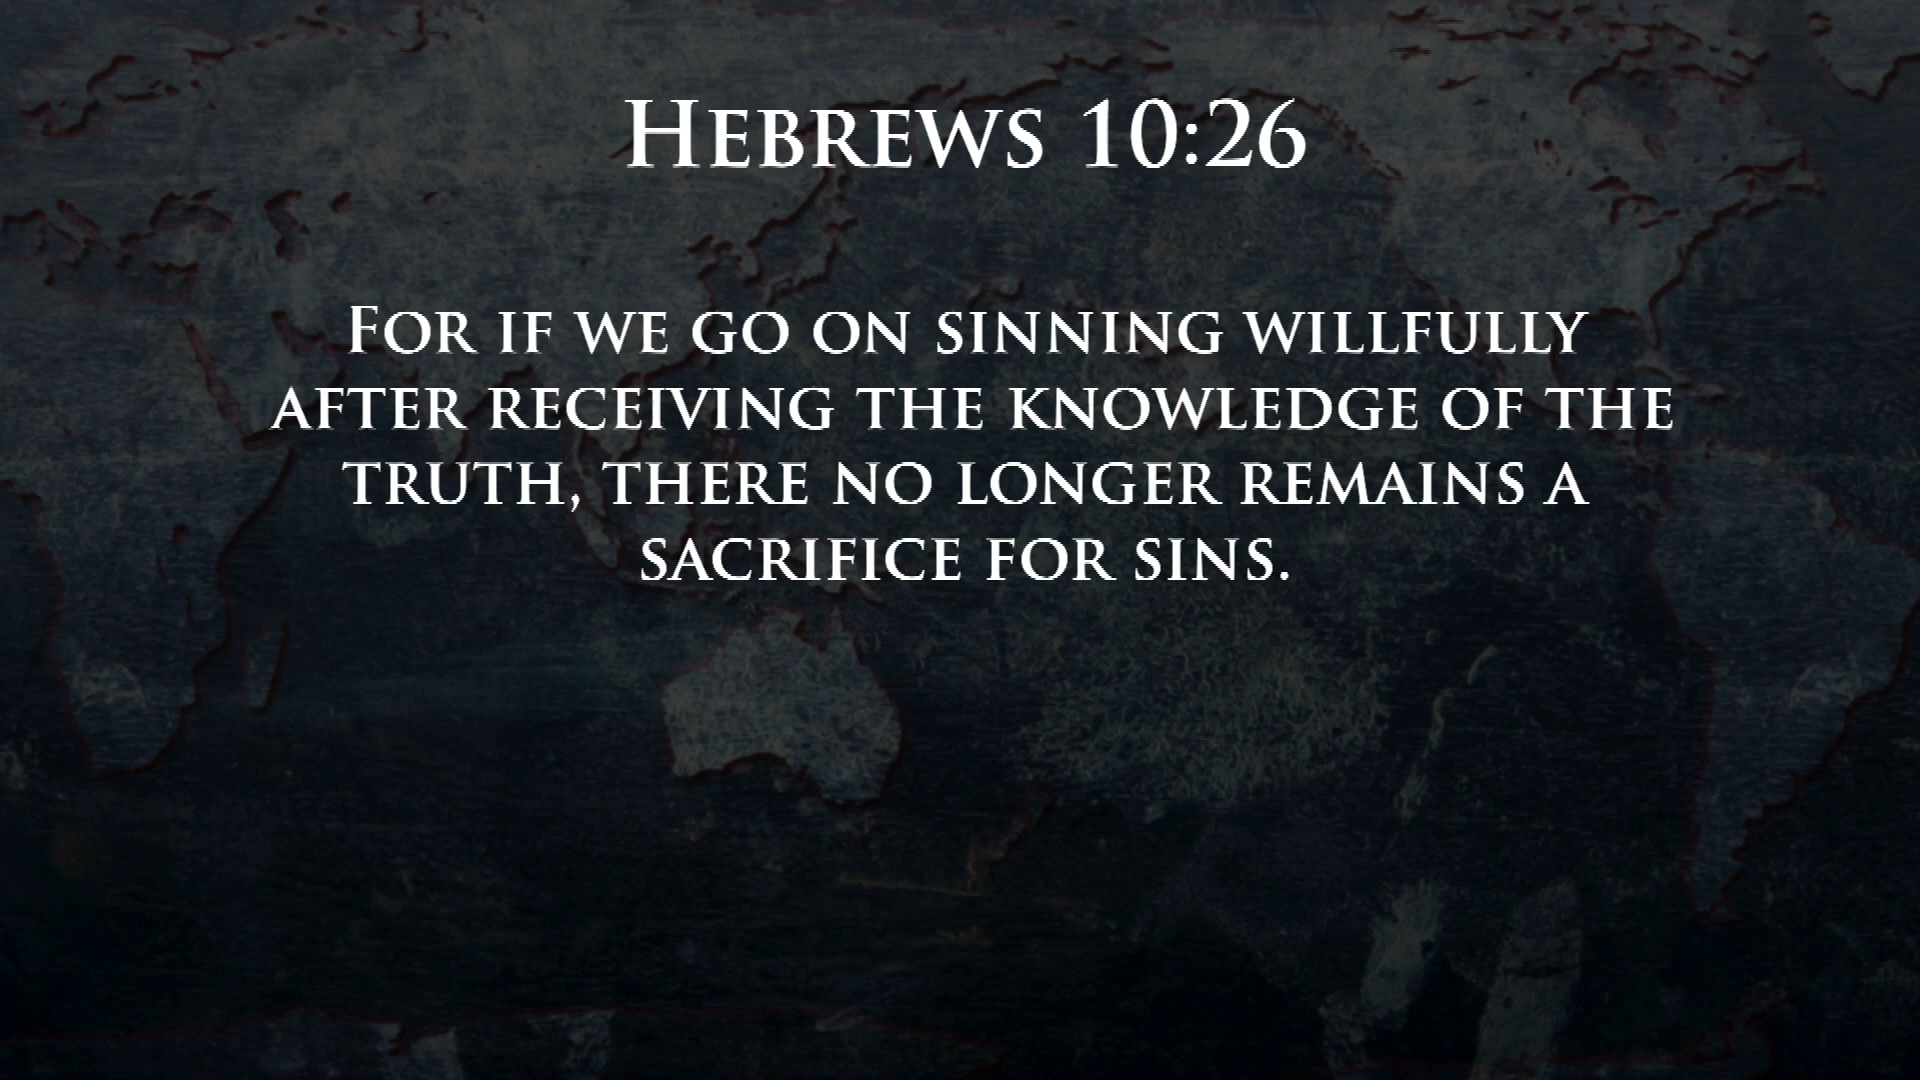 Hebrews 10:26
For if we go on sinning willfully
after receiving the knowledge of the
truth, there no longer remains a
sacrifice for sins.